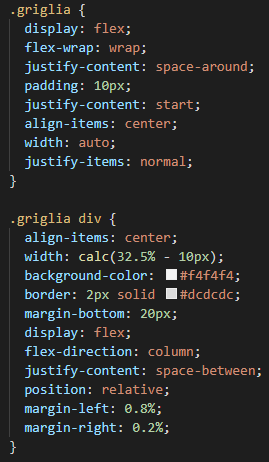 .griglia {
display: flex;
flex-wrap: wrap;
justify-content: space-around;
padding: 10px;
justify-content: start;
align-items: center;
width: auto;
justify-items: normal;
}
.griglia div {
align-items: center;
width: calc(32.5% - 10px);
background-color: #f4f4f4;
border: 2px solid #dcdcdc;
margin-bottom: 20px;
display: flex;
flex-direction: column;
justify-content: space-between;
position: relative;
margin-left: 0.8%;
margin-right: 0.2%;
}